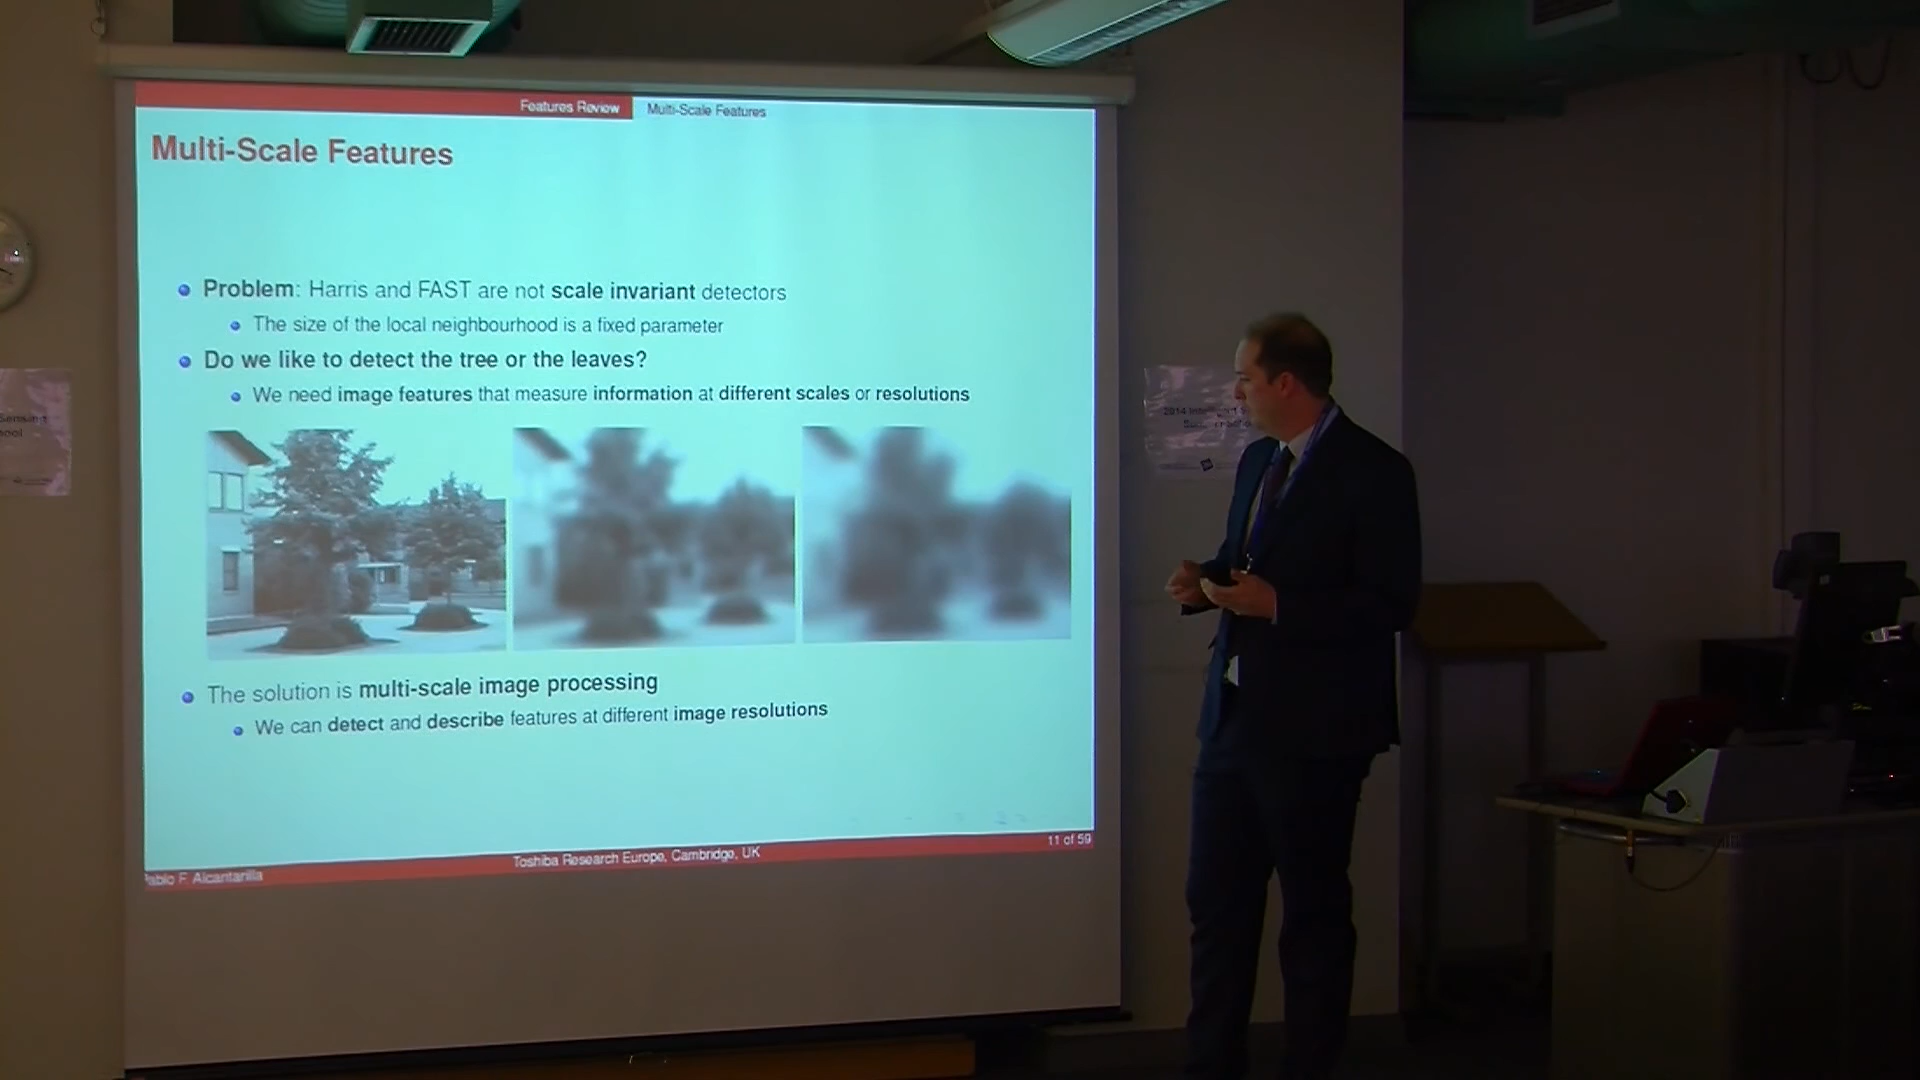 Features Review
Multi-Scale Features
Multi-Scale Features
Problem: Harris and FAST are not scale invariant detectors
The size of the local neighbourhood is a fixed parameter
Do we like to detect the tree or the leaves?
We need image features that measure information at different scales or resolutions
The solution is multi-scale image processing
We can detect and describe features at different image resolutions
Pablo F. Alcantarilla
Toshiba Research Europe, Cambridge, UK
11 of 59
Sensing
2014